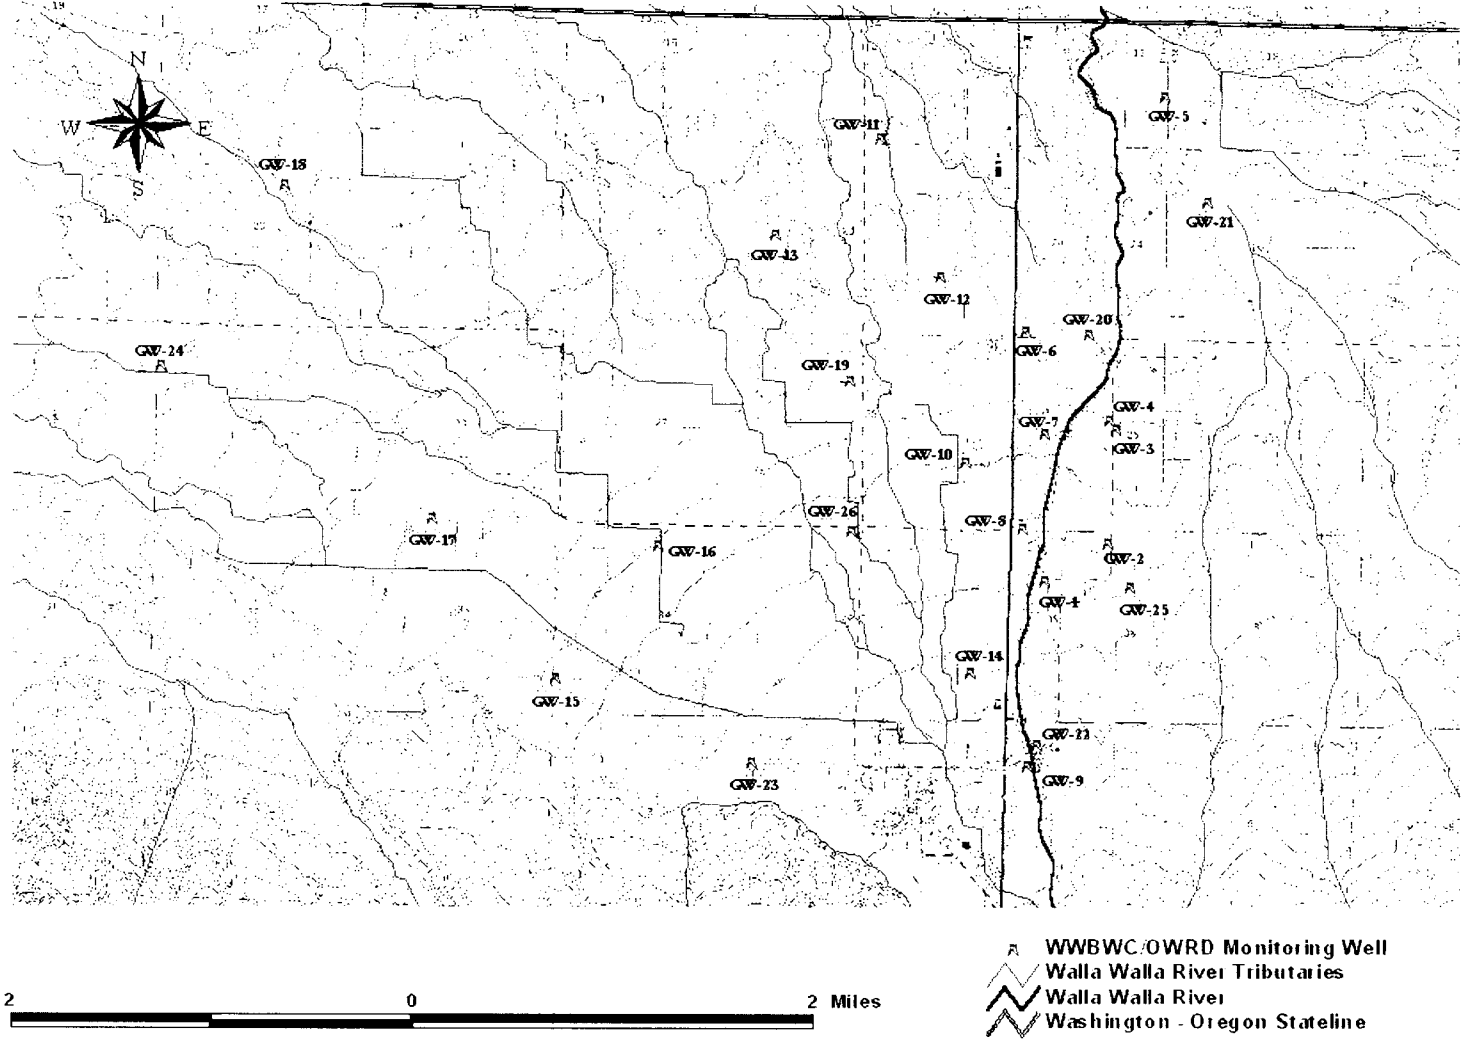 N
W E
S
GW-11
GW-5
GW-18
GW-21
GW-13
GW-12
GW-20
GW-6
GW-24
GW-19
GW-4
GW-7
GW-3
GW-10
GW-26
GW-8
GW-17
GW-16
GW-2
GW-1
GW-25
GW-14
GW-15
GW-22
GW-9
GW-23
WWBWC/OWRD Monitoring Well
Walla Walla River Tributaries
Walla Walla River
Washington - Oregon Stateline
2 0 2 Miles